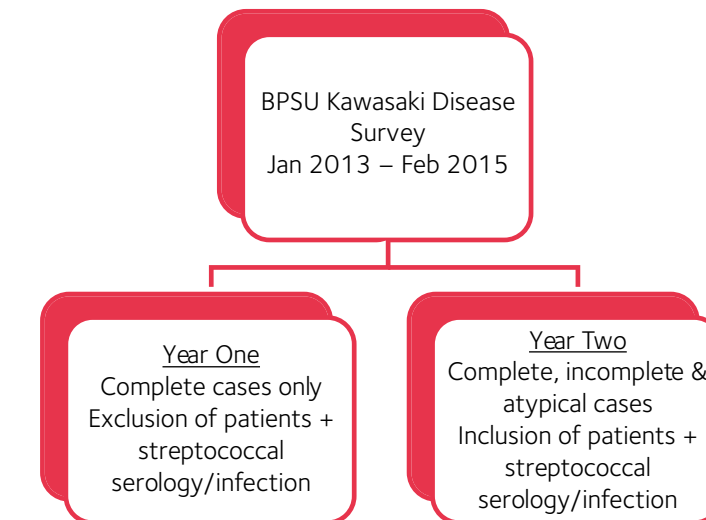 BPSU Kawasaki Disease
Survey
Jan 2013 – Feb 2015
Year One
Complete cases only
Exclusion of patients +
streptococcal
serology/infection
Year Two
Complete, incomplete &
atypical cases
Inclusion of patients +
streptococcal
serology/infection